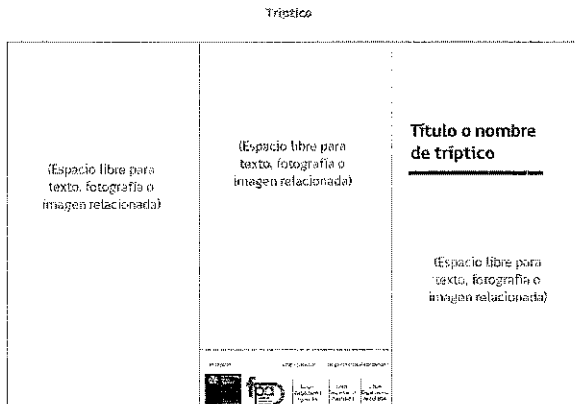 Tríptico
(Espacio libre para
texto, fotografía o
imagen relacionada)
(Espacio libre para
texto, fotografía o
imagen relacionada)
Título o nombre
de tríptico
(Espacio libre para
texto, fotografía o
imagen relacionada)
fpa